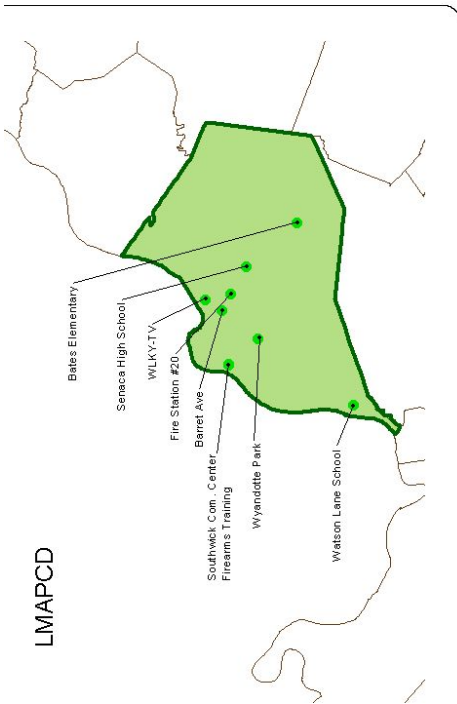 LMAPCD
Bates Elementary
Senaca High School
WLKY-TV
Fire Station #20
Barret Ave
Southwick Com . Center
Firearms Training
Wyandotte Park
Watson Lane School